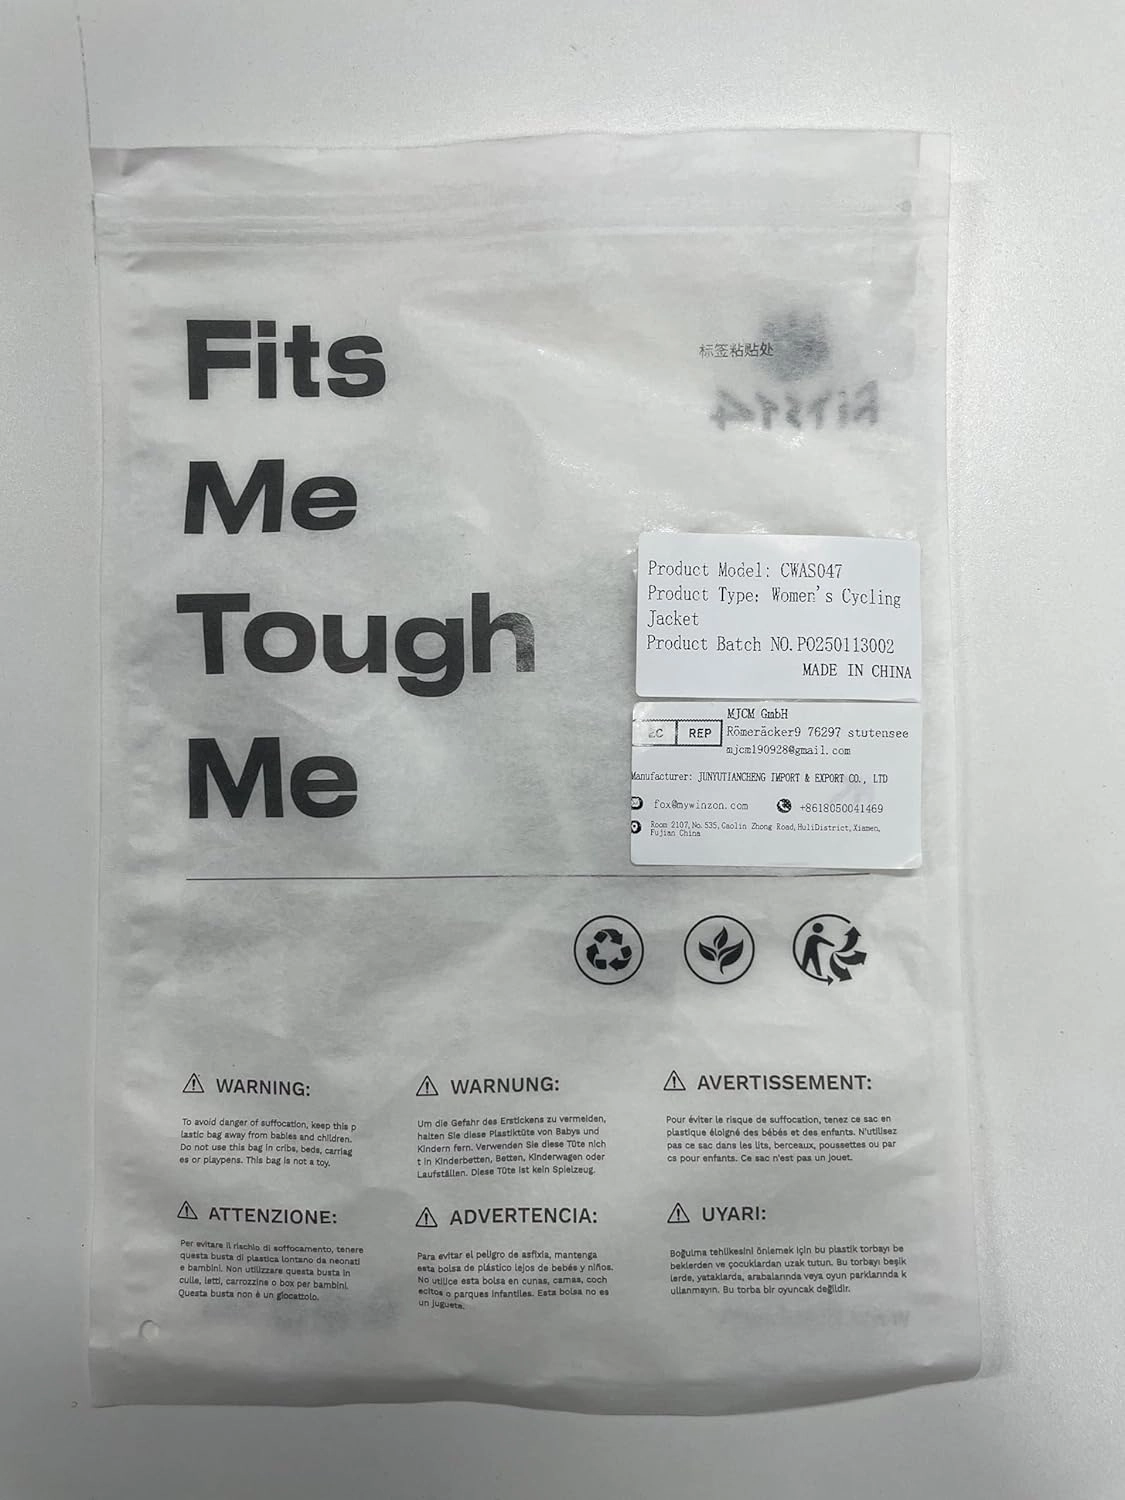 Fits
Me
Tough
Me
标签粘贴处
Product Model: CWAS047
Product Type: Women's Cycling
Jacket
Product Batch NO.PO250113002
MADE IN CHINA
EC REP
MJCM GmbH
Römeräcker9 76297 stutensee
mjcm190928@gmail.com
Manufacturer: JUNYUTIANCHENG IMPORT & EXPORT CO., LTD
fox@mywinzon.com +8618050041469
Room 2107, No. 535, Gaolin Zhong Road, HuliDistrict, Xiamen,
Fujian China
WARNING:
To avoid danger of suffocation, keep this p
lastic bag away from babies and children.
Do not use this bag in cribs, beds, carriag
es or playpens. This bag is not a toy.
WARNUNG:
Um die Gefahr des Erstickens zu vermeiden,
halten Sie diese Plastiktüte von Babys und
Kindern fern. Verwenden Sie diese Tüte nich
t in Kinderbetten, Betten, Kinderwagen oder
Laufställen. Diese Tüte ist kein Spielzeug.
AVERTISSEMENT:
Pour éviter le risque de suffocation, tenez ce sac en
plastique éloigné des bébés et des enfants. N'utilisez
pas ce sac dans les lits, berceaux, poussettes ou par
cs pour enfants. Ce sac n'est pas un jouet.
ATTENZIONE:
Per evitare il rischio di soffocamento, tenere
questa busta di plastica lontano da neonati
e bambini. Non utilizzare questa busta in
culle, letti, carrozzine o box per bambini.
Questa busta non è un giocattolo.
ADVERTENCIA:
Para evitar el peligro de asfixia, mantenga
esta bolsa de plástico lejos de bebés y niños.
No utilice esta bolsa en cunas, camas, coch
ecitos o parques infantiles. Esta bolsa no es
un juguete.
UYARI:
Boğulma tehlikesini önlemek için bu plastik torbayı be
beklerden ve çocuklardan uzak tutun. Bu torbayı beşik
lerde, yataklarda, arabalarında veya oyun parklarında k
ullanmayın. Bu torba bir oyuncak değildir.